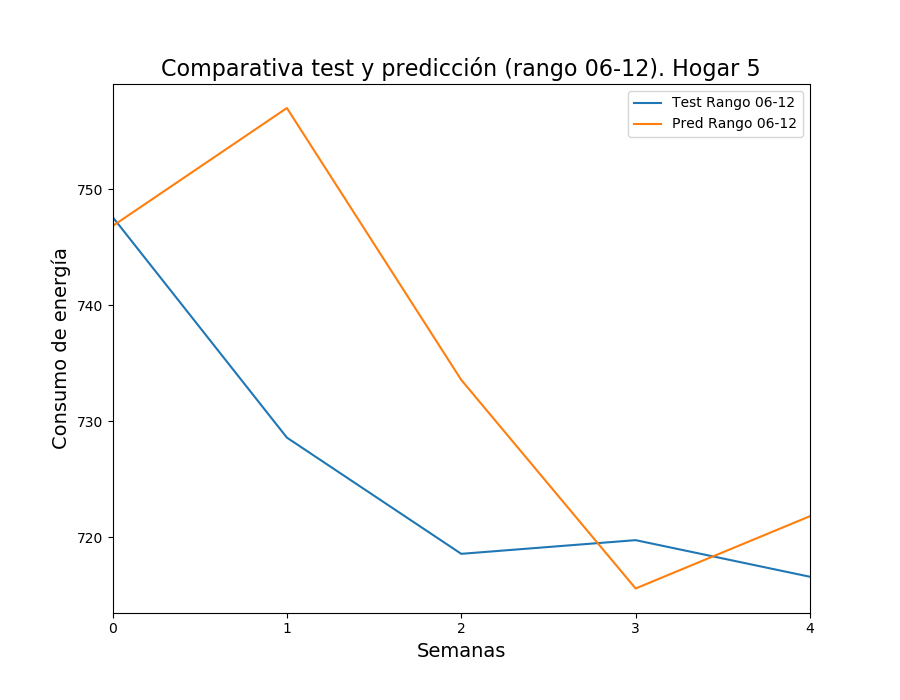 Comparativa test y predicción (rango 06-12). Hogar 5
Test Rango 06-12
Pred Rango 06-12
Consumo de energía
750
740
730
720
0 1 2 3 4
Semanas